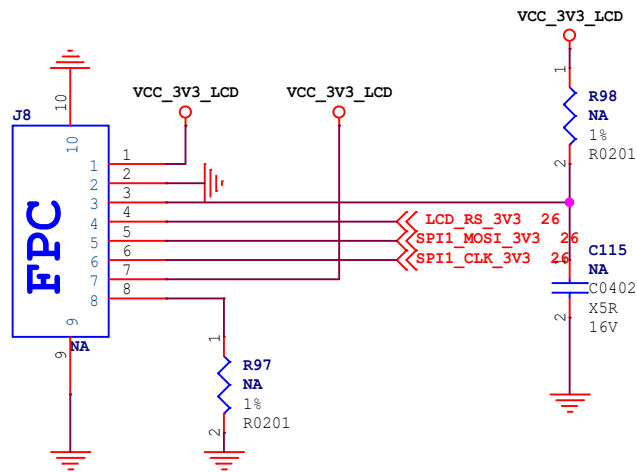 VCC_3V3_LCD
1
R98
NA
1%
R0201
2
VCC_3V3_LCD
VCC_3V3_LCD
10
J8
10
FPC
1 1
2 2
3 3
4 4
5 5
6 6
7 7
8 8
9
9
NA
LCD_RS_3V3 26
SPI1_MOSI_3V3 26
SPI1_CLK_3V3 26
1
C115
NA
C0402
X5R
16V
2
1
R97
NA
1%
R0201
2